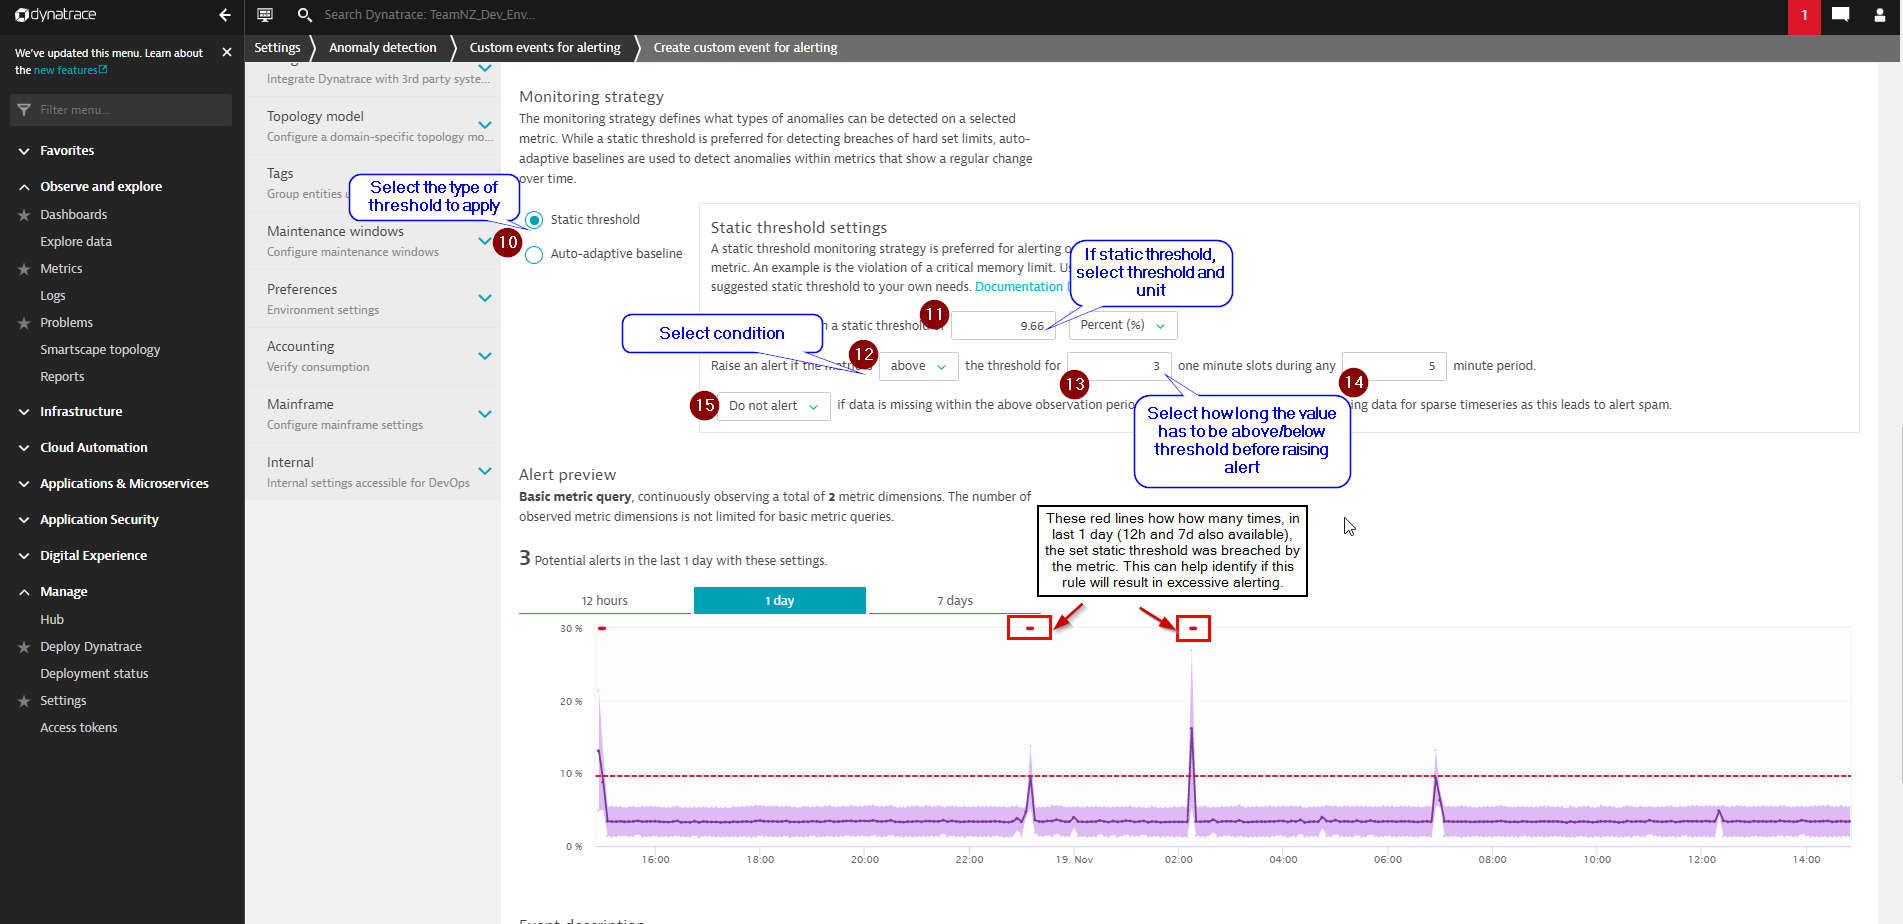 dynatrace
Search Dynatrace: TeamNZ_Dev_Env...
1
We've updated this menu. Learn about
the new features
Filter menu...
Favorites
Observe and explore
Dashboards
Explore data
Metrics
Logs
Problems
Smartscape topology
Reports
Infrastructure
Cloud Automation
Applications & Microservices
Application Security
Digital Experience
Manage
Hub
Deploy Dynatrace
Deployment status
Settings
Access tokens
Settings
Anomaly detection
Custom events for alerting
Create custom event for alerting
Integrate Dynatrace with 3rd party syste...
Topology model
Configure a domain-specific topology mo...
Tags
Group entities
Maintenance windows
Configure maintenance windows
Preferences
Environment settings
Accounting
Verify consumption
Mainframe
Configure mainframe settings
Internal
Internal settings accessible for DevOps
Monitoring strategy
The monitoring strategy defines what types of anomalies can be detected on a selected
metric. While a static threshold is preferred for detecting breaches of hard set limits, auto-
adaptive baselines are used to detect anomalies within metrics that show a regular change
over time.
Select the type of
threshold to apply
10
Static threshold
Auto-adaptive baseline
Static threshold settings
A static threshold monitoring strategy is preferred for alerting
metric. An example is the violation of a critical memory limit.
suggested static threshold to your own needs. Documentation
If static threshold,
select threshold and
unit
Select condition
a static threshold
11
9.66
Percent (%)
12
Raise an alert if the metric is
above
the threshold for
13
3
one minute slots during any
14
5
minute period.
15
Do not alert
if data is missing within the above observation
data for sparse timeseries as this leads to alert spam.
Select how long the value
has to be above/below
threshold before raising
alert
Alert preview
Basic metric query, continuously observing a total of 2 metric dimensions. The number of
observed metric dimensions is not limited for basic metric queries.
These red lines how how many times, in
last 1 day (12h and 7d also available),
the set static threshold was breached by
the metric. This can help identify if this
rule will result in excessive alerting.
3 Potential alerts in the last 1 day with these settings.
12 hours
1 day
7 days
30 %
20 %
10 %
0 %
16:00
18:00
20:00
22:00
19. Nov
02:00
04:00
06:00
08:00
10:00
12:00
14:00